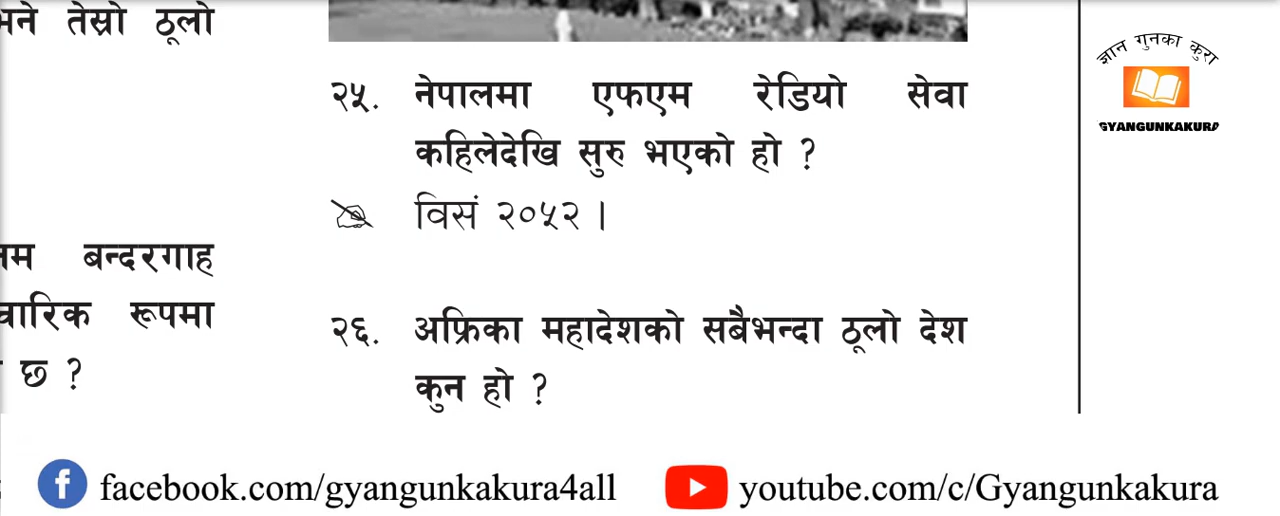 भने तेस्रो ठूलो
बन्दरगाह
रूपमा
छ ?
२५. नेपालमा एफएम रेडियो सेवा
कहिलेदेखि सुरु भएको हो ?
विसं २०५२ ।
२६. अफ्रिका महादेशको सबैभन्दा ठूलो देश
कुन हो ?
ज्ञान गुनका कुरा
GYANGUNKAKURA
facebook.com/gyangunkakura4all
youtube.com/c/Gyangunkakura